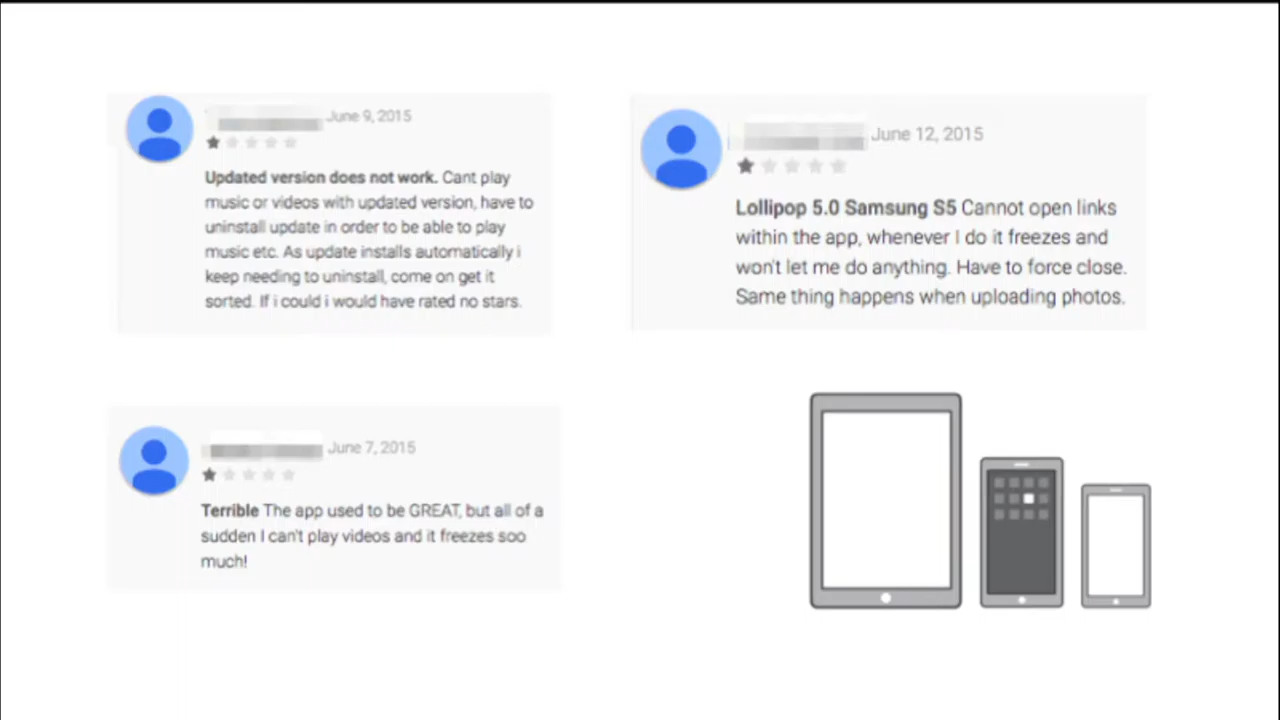 June 9, 2015
Updated version does not work. Cant play
music or videos with updated version, have to
uninstall update in order to be able to play
music etc. As update installs automatically i
keep needing to uninstall, come on get it
sorted. If i could i would have rated no stars.
June 12, 2015
Lollipop 5.0 Samsung S5 Cannot open links
within the app, whenever I do it freezes and
won't let me do anything. Have to force close.
Same thing happens when uploading photos.
June 7, 2015
Terrible The app used to be GREAT, but all of a
sudden I can't play videos and it freezes soo
much!